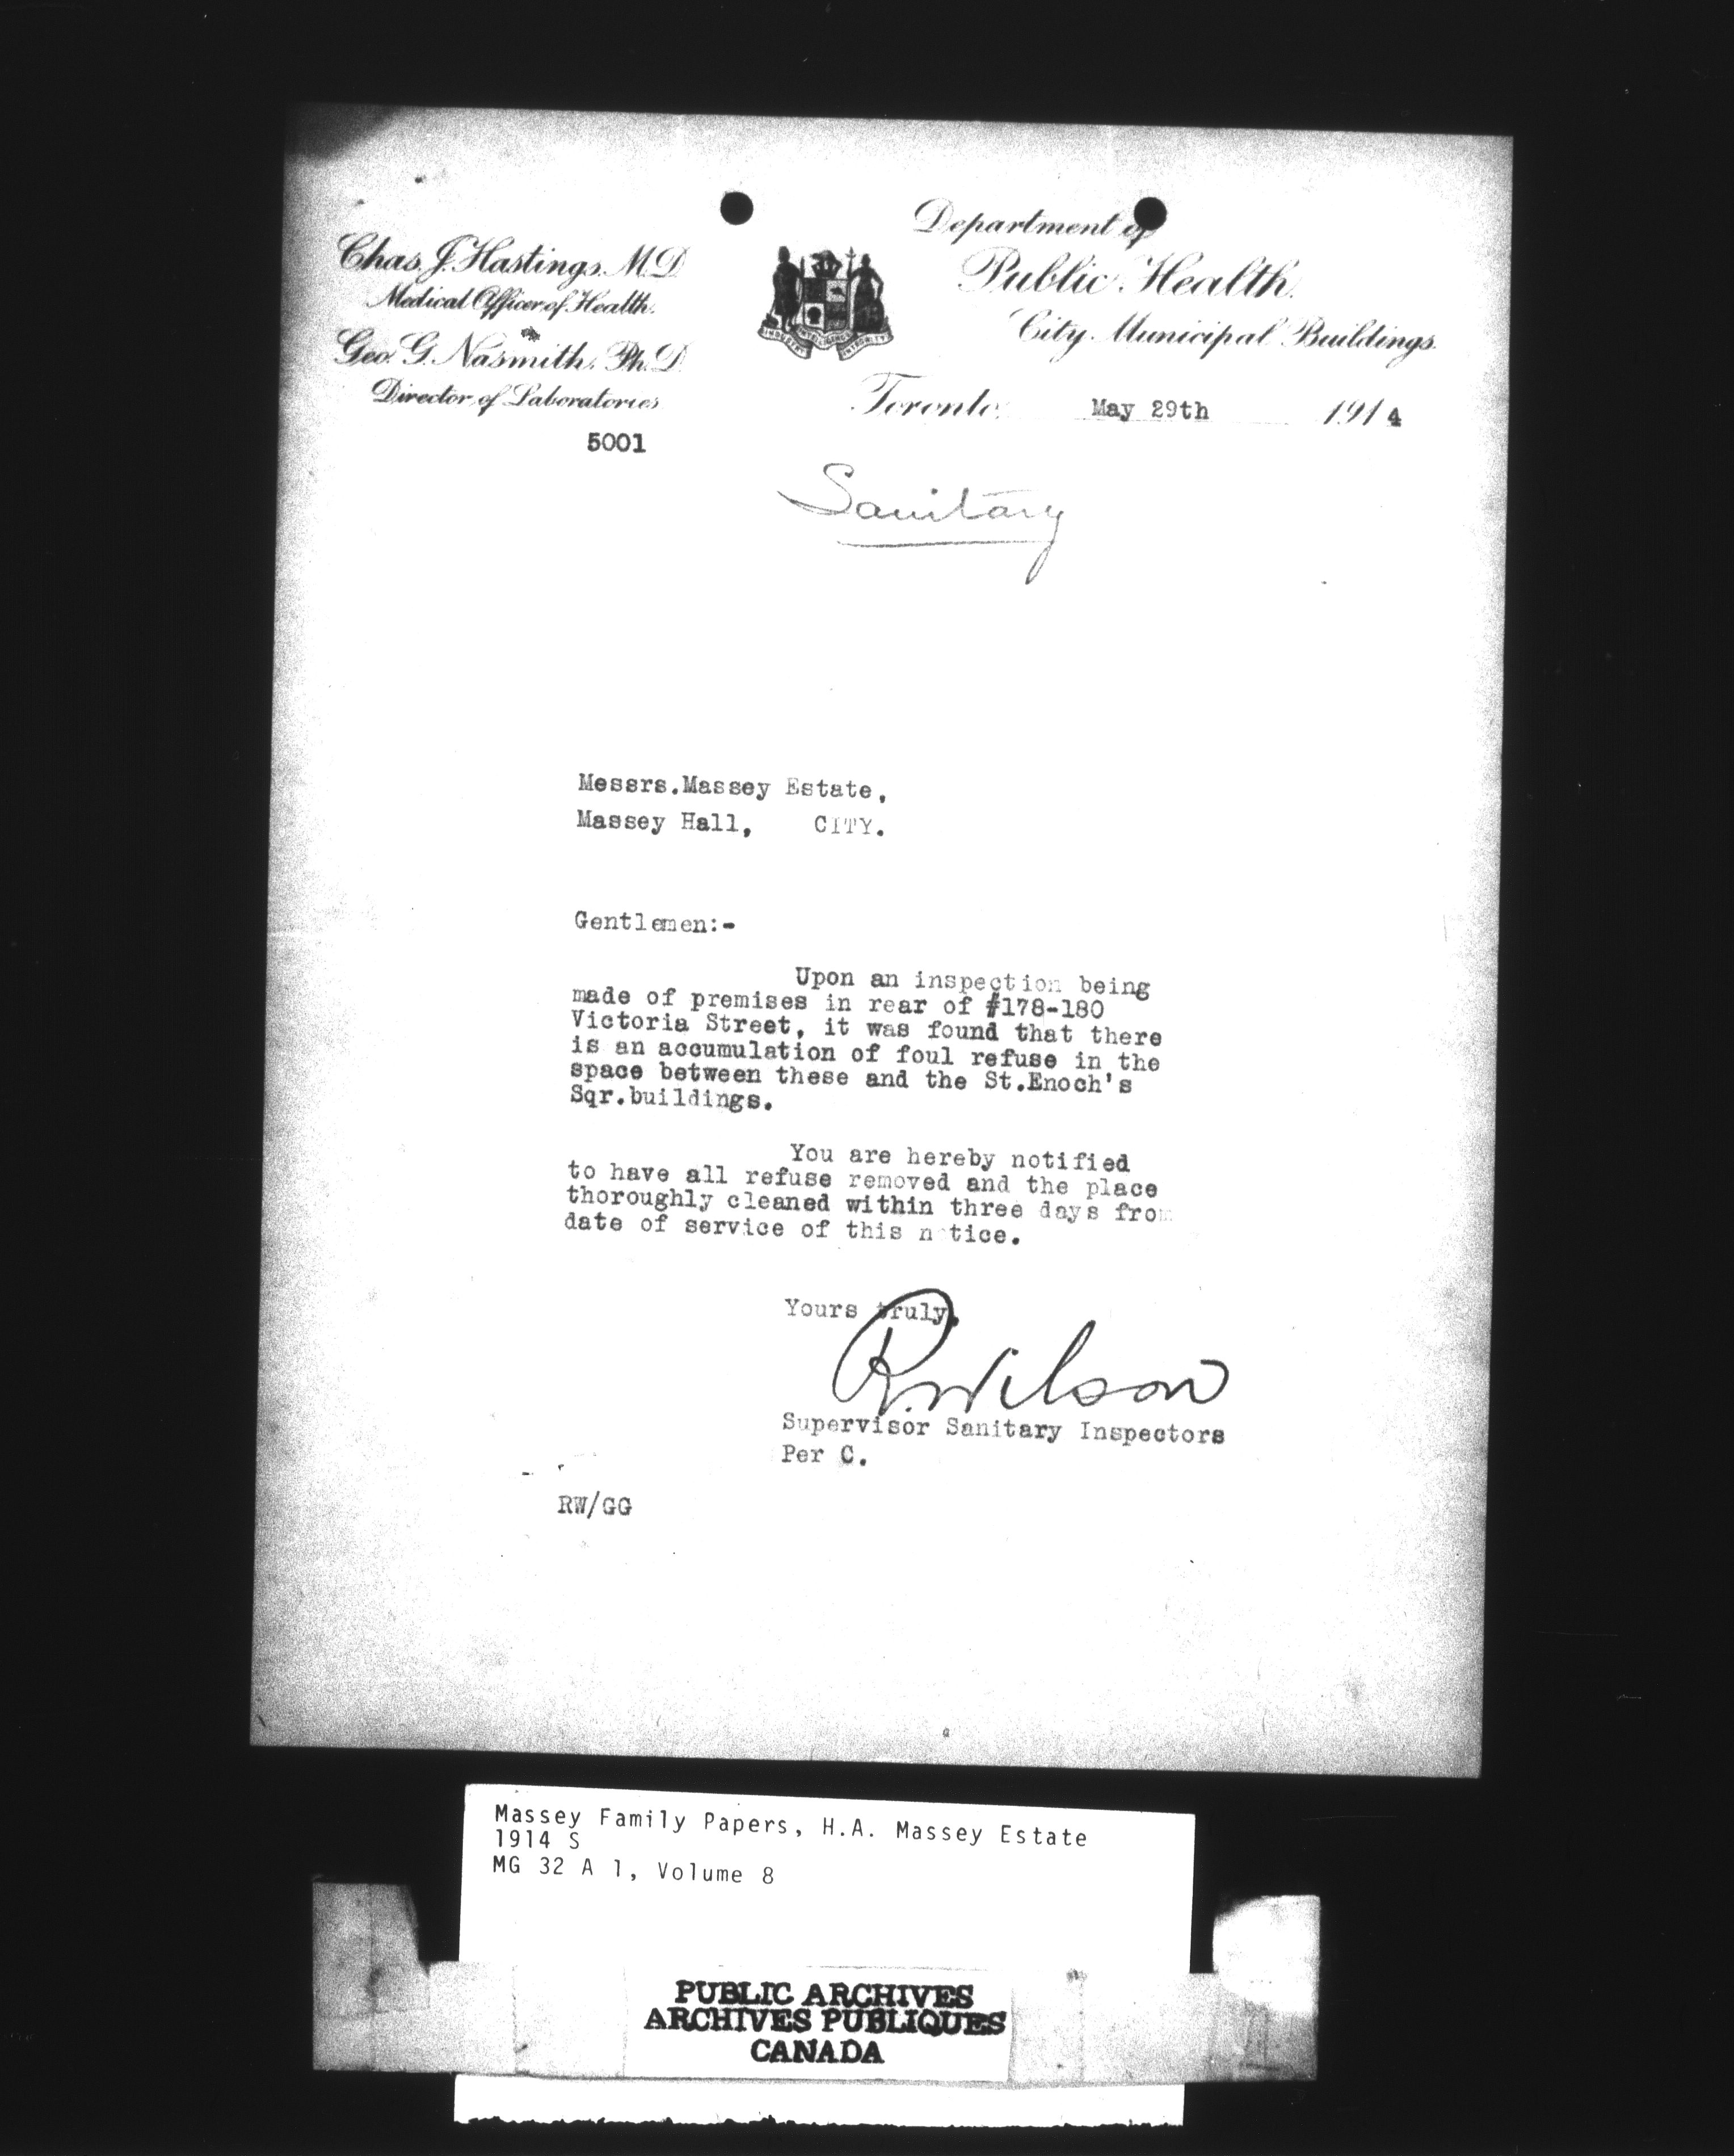 Chas. J. Hastings. M.D.
Medical Officer of Health.
Geo. G. Nasmith, Ph.D.
Director of Laboratories
5001
INDUSTRY INTELLIGENCE INTEGRITY
Department of
Public Health.
City Municipal Buildings.
Toronto, May 29th 1914
Sanitary
Messrs.Massey Estate,
Massey Hall, CITY.
Gentlemen:-
Upon an inspection being
made of premises in rear of #178-180
Victoria Street, it was found that there
is an accumulation of foul refuse in the
space between these and the St.Enoch's
Sqr.buildings.
You are hereby notified
to have all refuse removed and the place
thoroughly cleaned within three days from
date of service of this n tice.
Yours truly,
R. Wilson
Supervisor Sanitary Inspectors
Per C.
RW/GG
Massey Family Papers, H.A. Massey Estate
1914 S
MG 32 A 1, Volume 8
PUBLIC ARCHIVES
ARCHIVES PUBLIQUES
CANADA